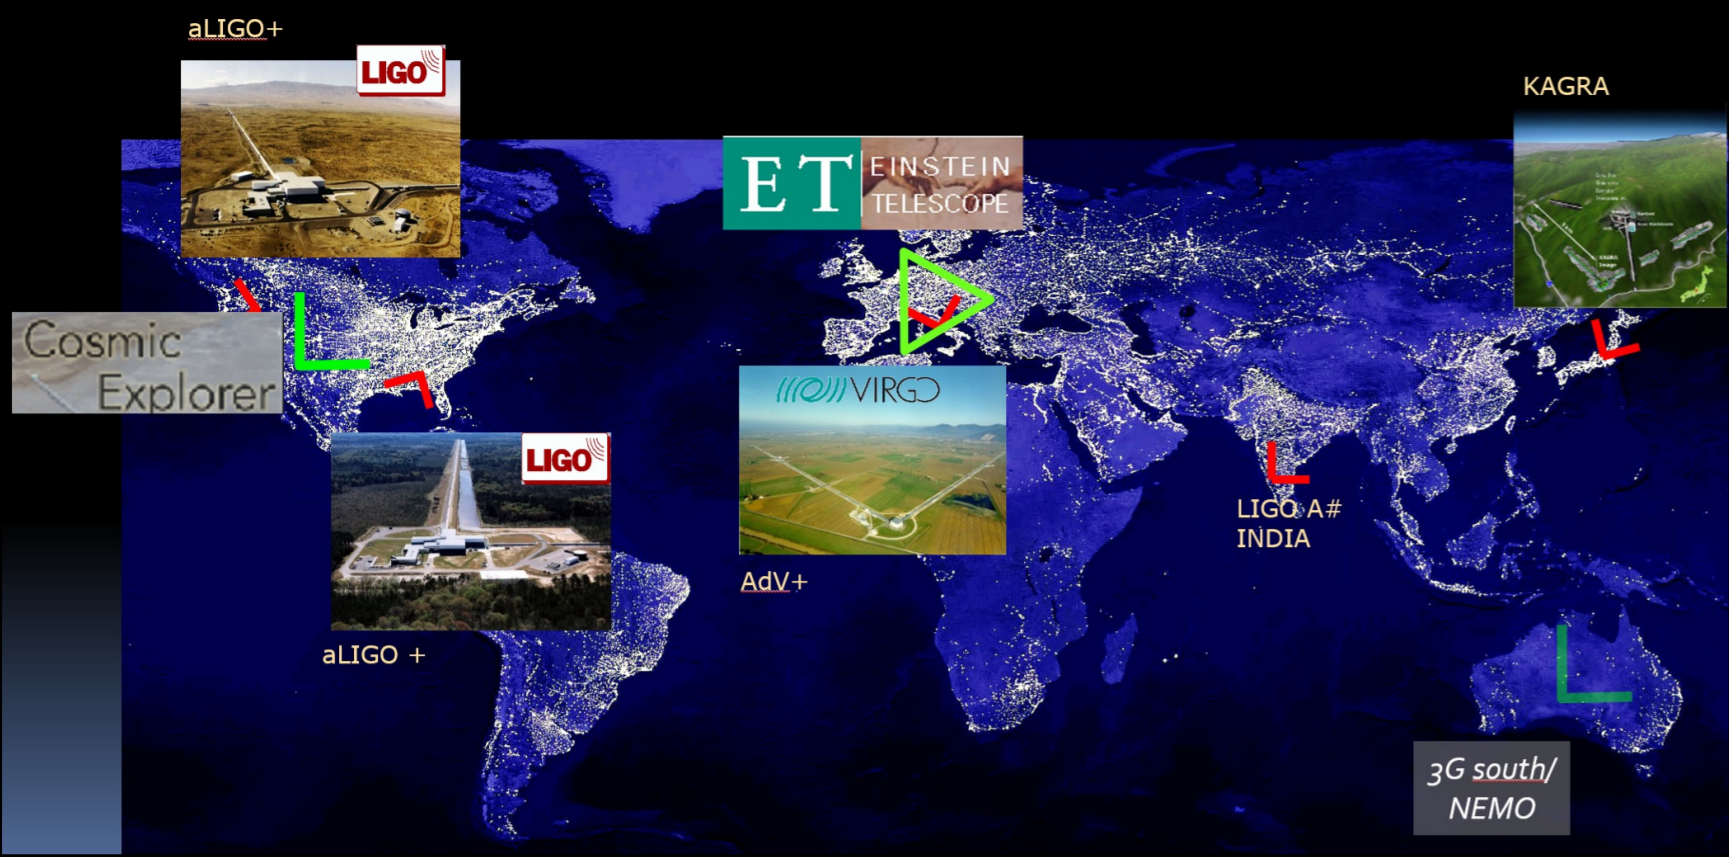 aLIGO+
LIGO
KAGRA
ET
EINSTEIN
TELESCOPE
Cosmic
Explorer
VIRGO
LIGO
LIGO A#
INDIA
AdV+
aLIGO +
3G south/
NEMO